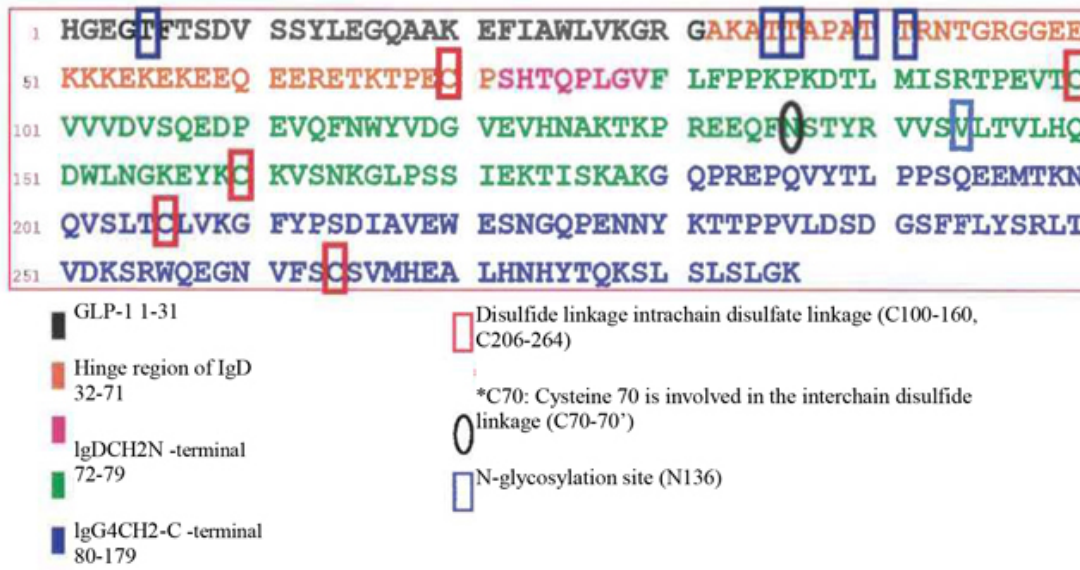 1 HGEGTFTSDV SSYLEGQAAK EFIAWLVKGR GAKATTAPAT TRNTGRGGEE
51 KKKEKEKEEQ EERETKTPEC PSHTQPLGVF LFPPKPKDTL MISRTPEVTC
101 VVVDVSQEDP EVQFNWYVDG VEVHNAKTKP REEQFNSTYR VVSVLTVLHQ
151 DWLNGKEYKC KVSNKGLPSS IEKTISKAKG QPREPQVYTL PPSQEEMTKN
201 QVSLTCLVKG FYPSDIAVEW ESNGQPENNY KTTPPVLDSD GSFFLYSRLT
251 VDKSRWQEGN VFSCSVMHEA LHNHYTQKSL SLSLGK
GLP-1 1-31
Hinge region of IgD
32-71
lgDCH2N -terminal
72-79
lgG4CH2-C -terminal
80-179
Disulfide linkage intrachain disulfate linkage (C100-160,
C206-264)
*C70: Cysteine 70 is involved in the interchain disulfide
linkage (C70-70’)
N-glycosylation site (N136)